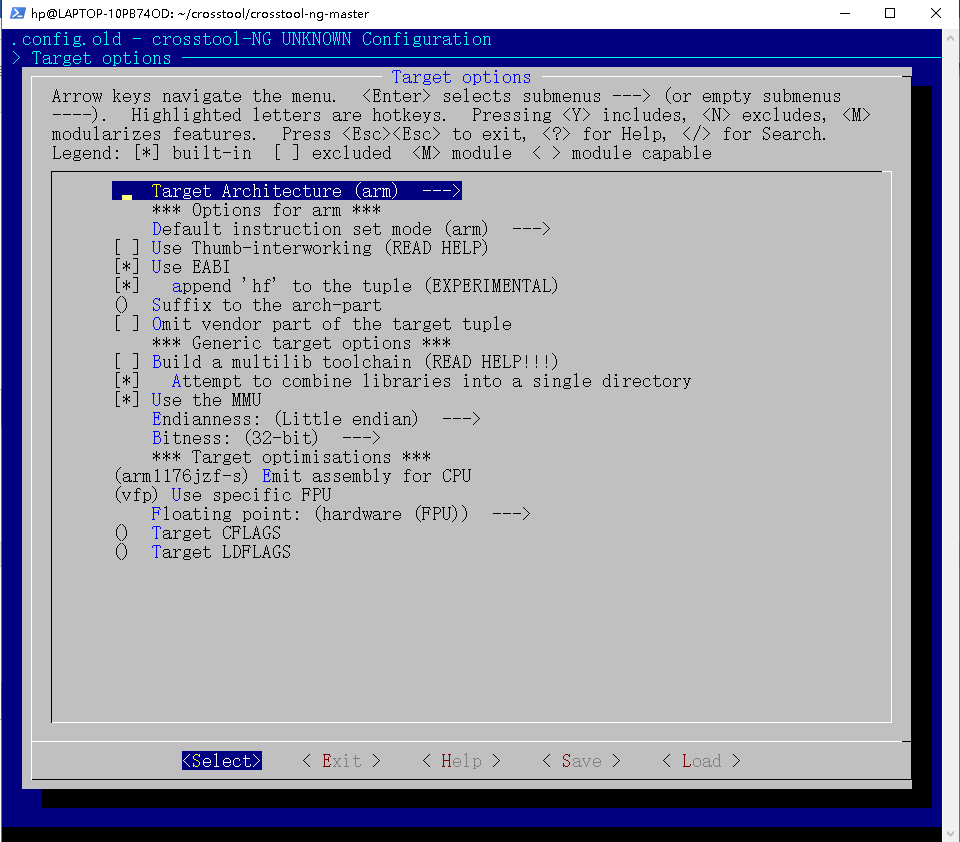 hp@LAPTOP-10PB74OD: ~/crosstool/crosstool-ng-master
.config.old - crosstool-NG UNKNOWN Configuration
> Target options
Target options
Arrow keys navigate the menu.  <Enter> selects submenus ---> (or empty submenus
----).  Highlighted letters are hotkeys.  Pressing <Y> includes, <N> excludes, <M>
modularizes features.  Press <Esc><Esc> to exit, <?> for Help, </> for Search.
Legend: [*] built-in  [ ] excluded  <M> module  < > module capable
Target Architecture (arm)  --->
*** Options for arm ***
Default instruction set mode (arm)  --->
[ ] Use Thumb-interworking (READ HELP)
[*] Use EABI
[*]   append 'hf' to the tuple (EXPERIMENTAL)
()  Suffix to the arch-part
[ ] Omit vendor part of the target tuple
*** Generic target options ***
[ ] Build a multilib toolchain (READ HELP!!!)
[*]   Attempt to combine libraries into a single directory
[*] Use the MMU
Endianness: (Little endian)  --->
Bitness: (32-bit)  --->
*** Target optimisations ***
(arm1176jzf-s) Emit assembly for CPU
(vfp) Use specific FPU
Floating point: (hardware (FPU))  --->
()  Target CFLAGS
()  Target LDFLAGS
<Select>    < Exit >    < Help >    < Save >    < Load >